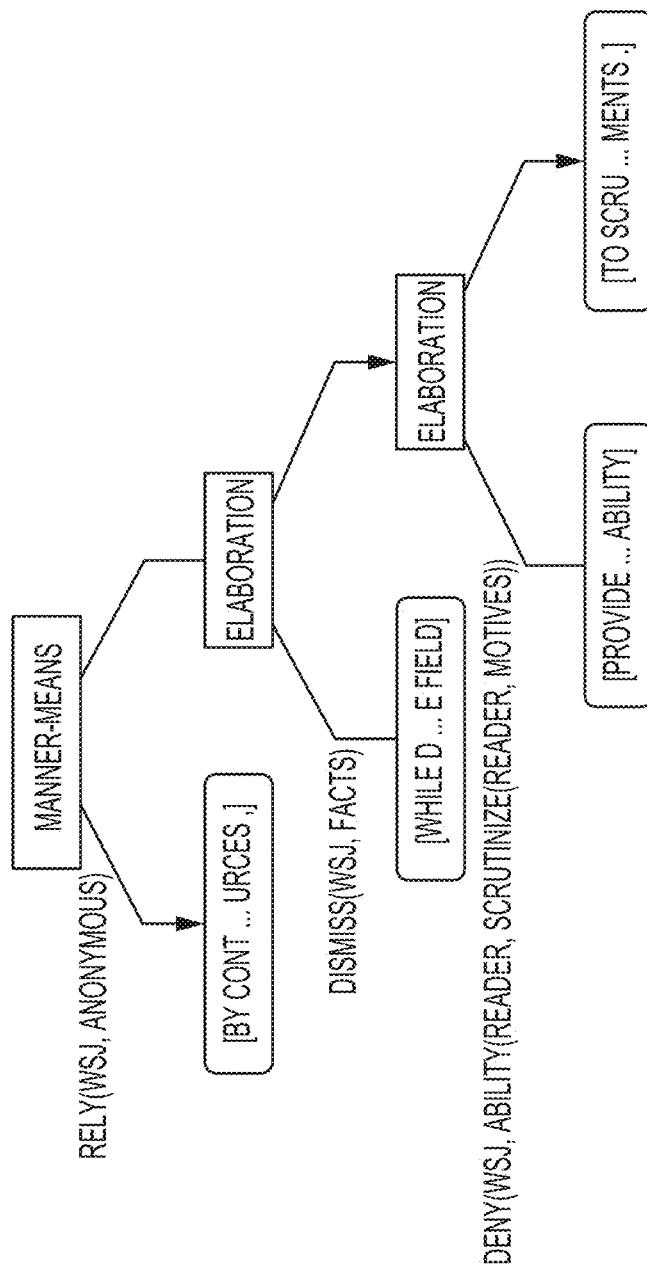 MANNER-MEANS
RELY(WSJ, ANONYMOUS)
[BY CONT ... URCES ,]
ELABORATION
DISMISS(WSJ, FACTS)
[WHILE D ... E FIELD]
ELABORATION
DENY(WSJ, ABILITY(READER, SCRUTINIZE(READER, MOTIVES))
[PROVIDE ... ABILITY]
[TO SCRU ... MENTS ,]